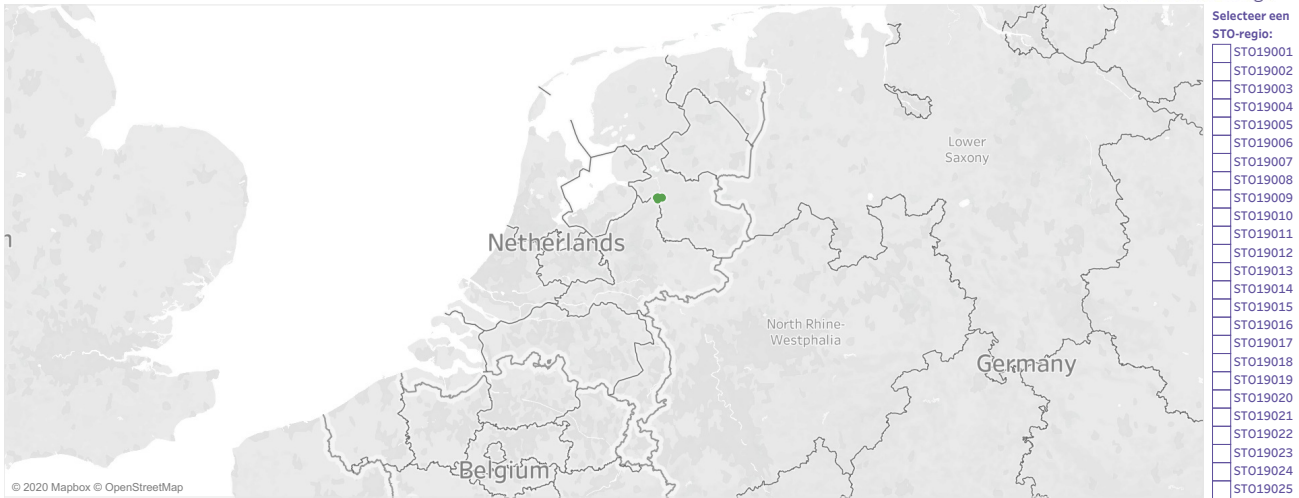 Selecteer een
STO-regio:
STO19001
STO19002
STO19003
STO19004
STO19005
STO19006
STO19007
STO19008
STO19009
STO19010
STO19011
STO19012
STO19013
STO19014
STO19015
STO19016
STO19017
STO19018
STO19019
STO19020
STO19021
STO19022
STO19023
STO19024
STO19025
Lower
Saxony
Netherlands
North Rhine-
Westphalia
Germany
Belgium
© 2020 Mapbox © OpenStreetMap